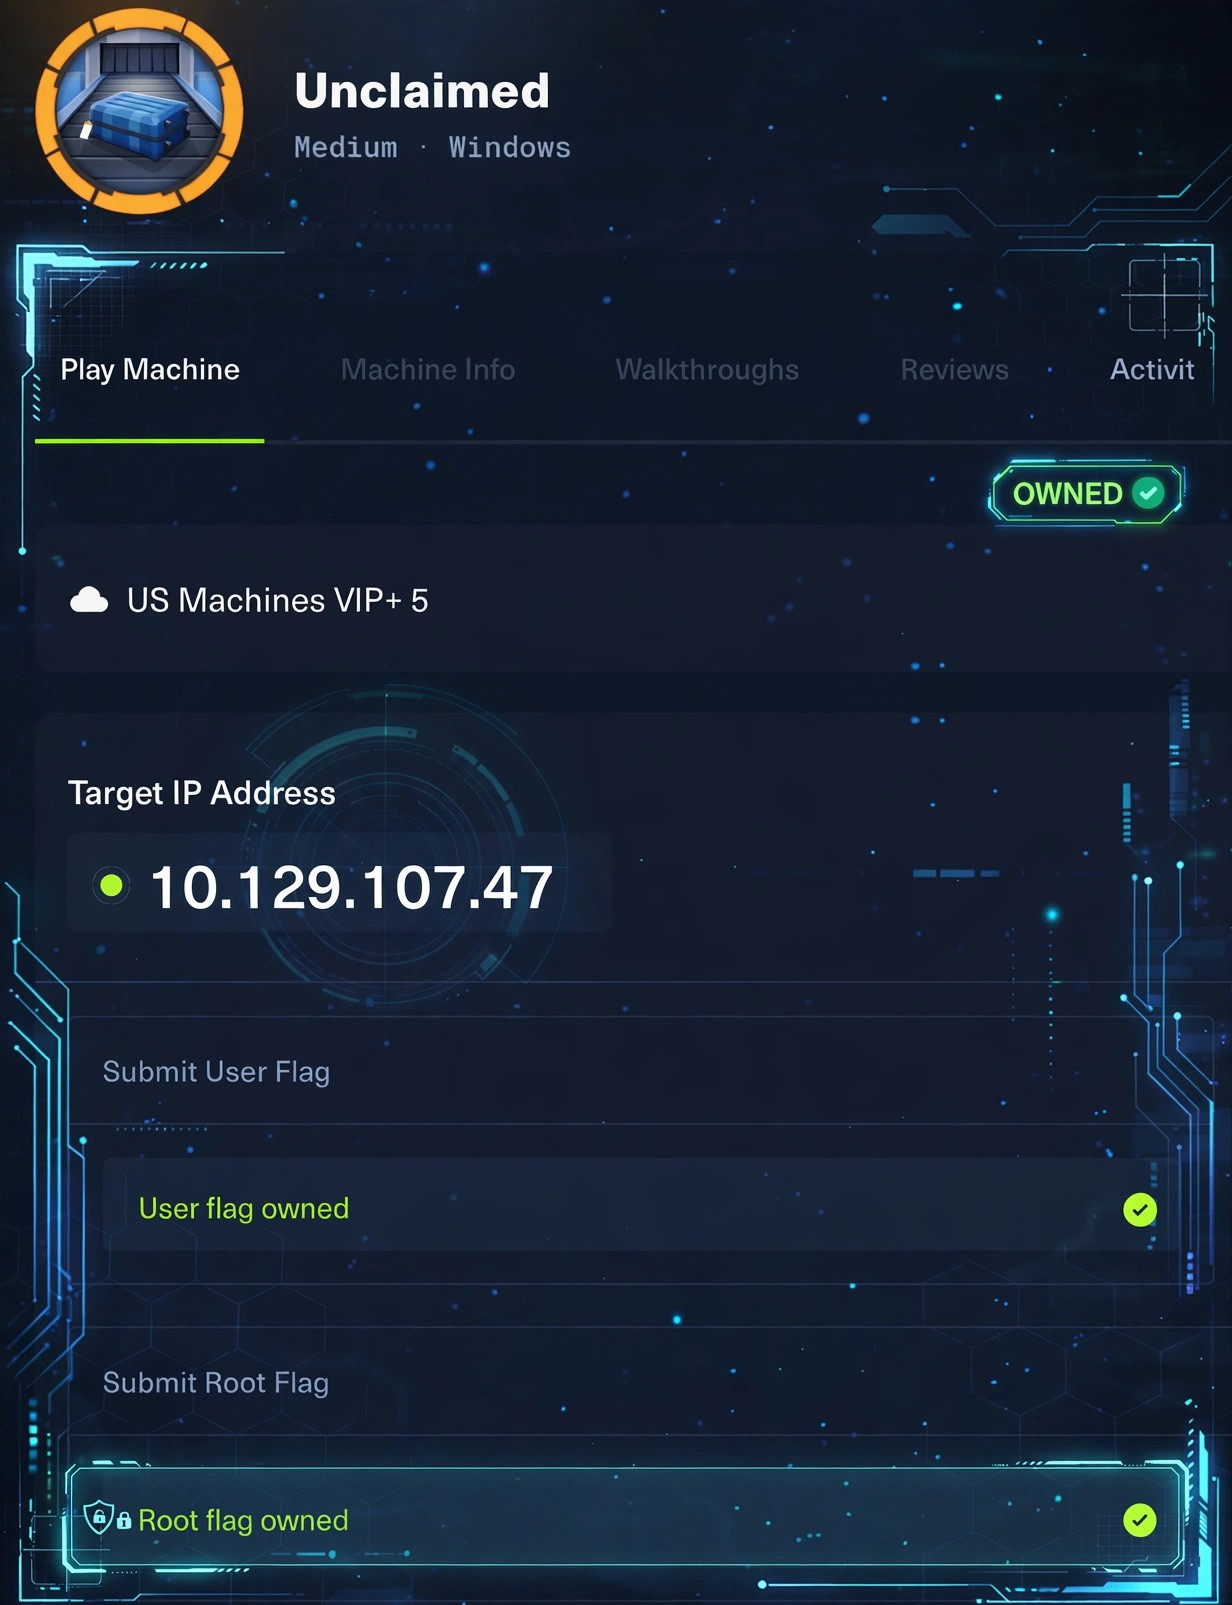 Unclaimed
Medium · Windows
Play Machine Machine Info Walkthroughs Reviews Activit
OWNED
US Machines VIP+ 5
Target IP Address
10.129.107.47
Submit User Flag
User flag owned
Submit Root Flag
Root flag owned